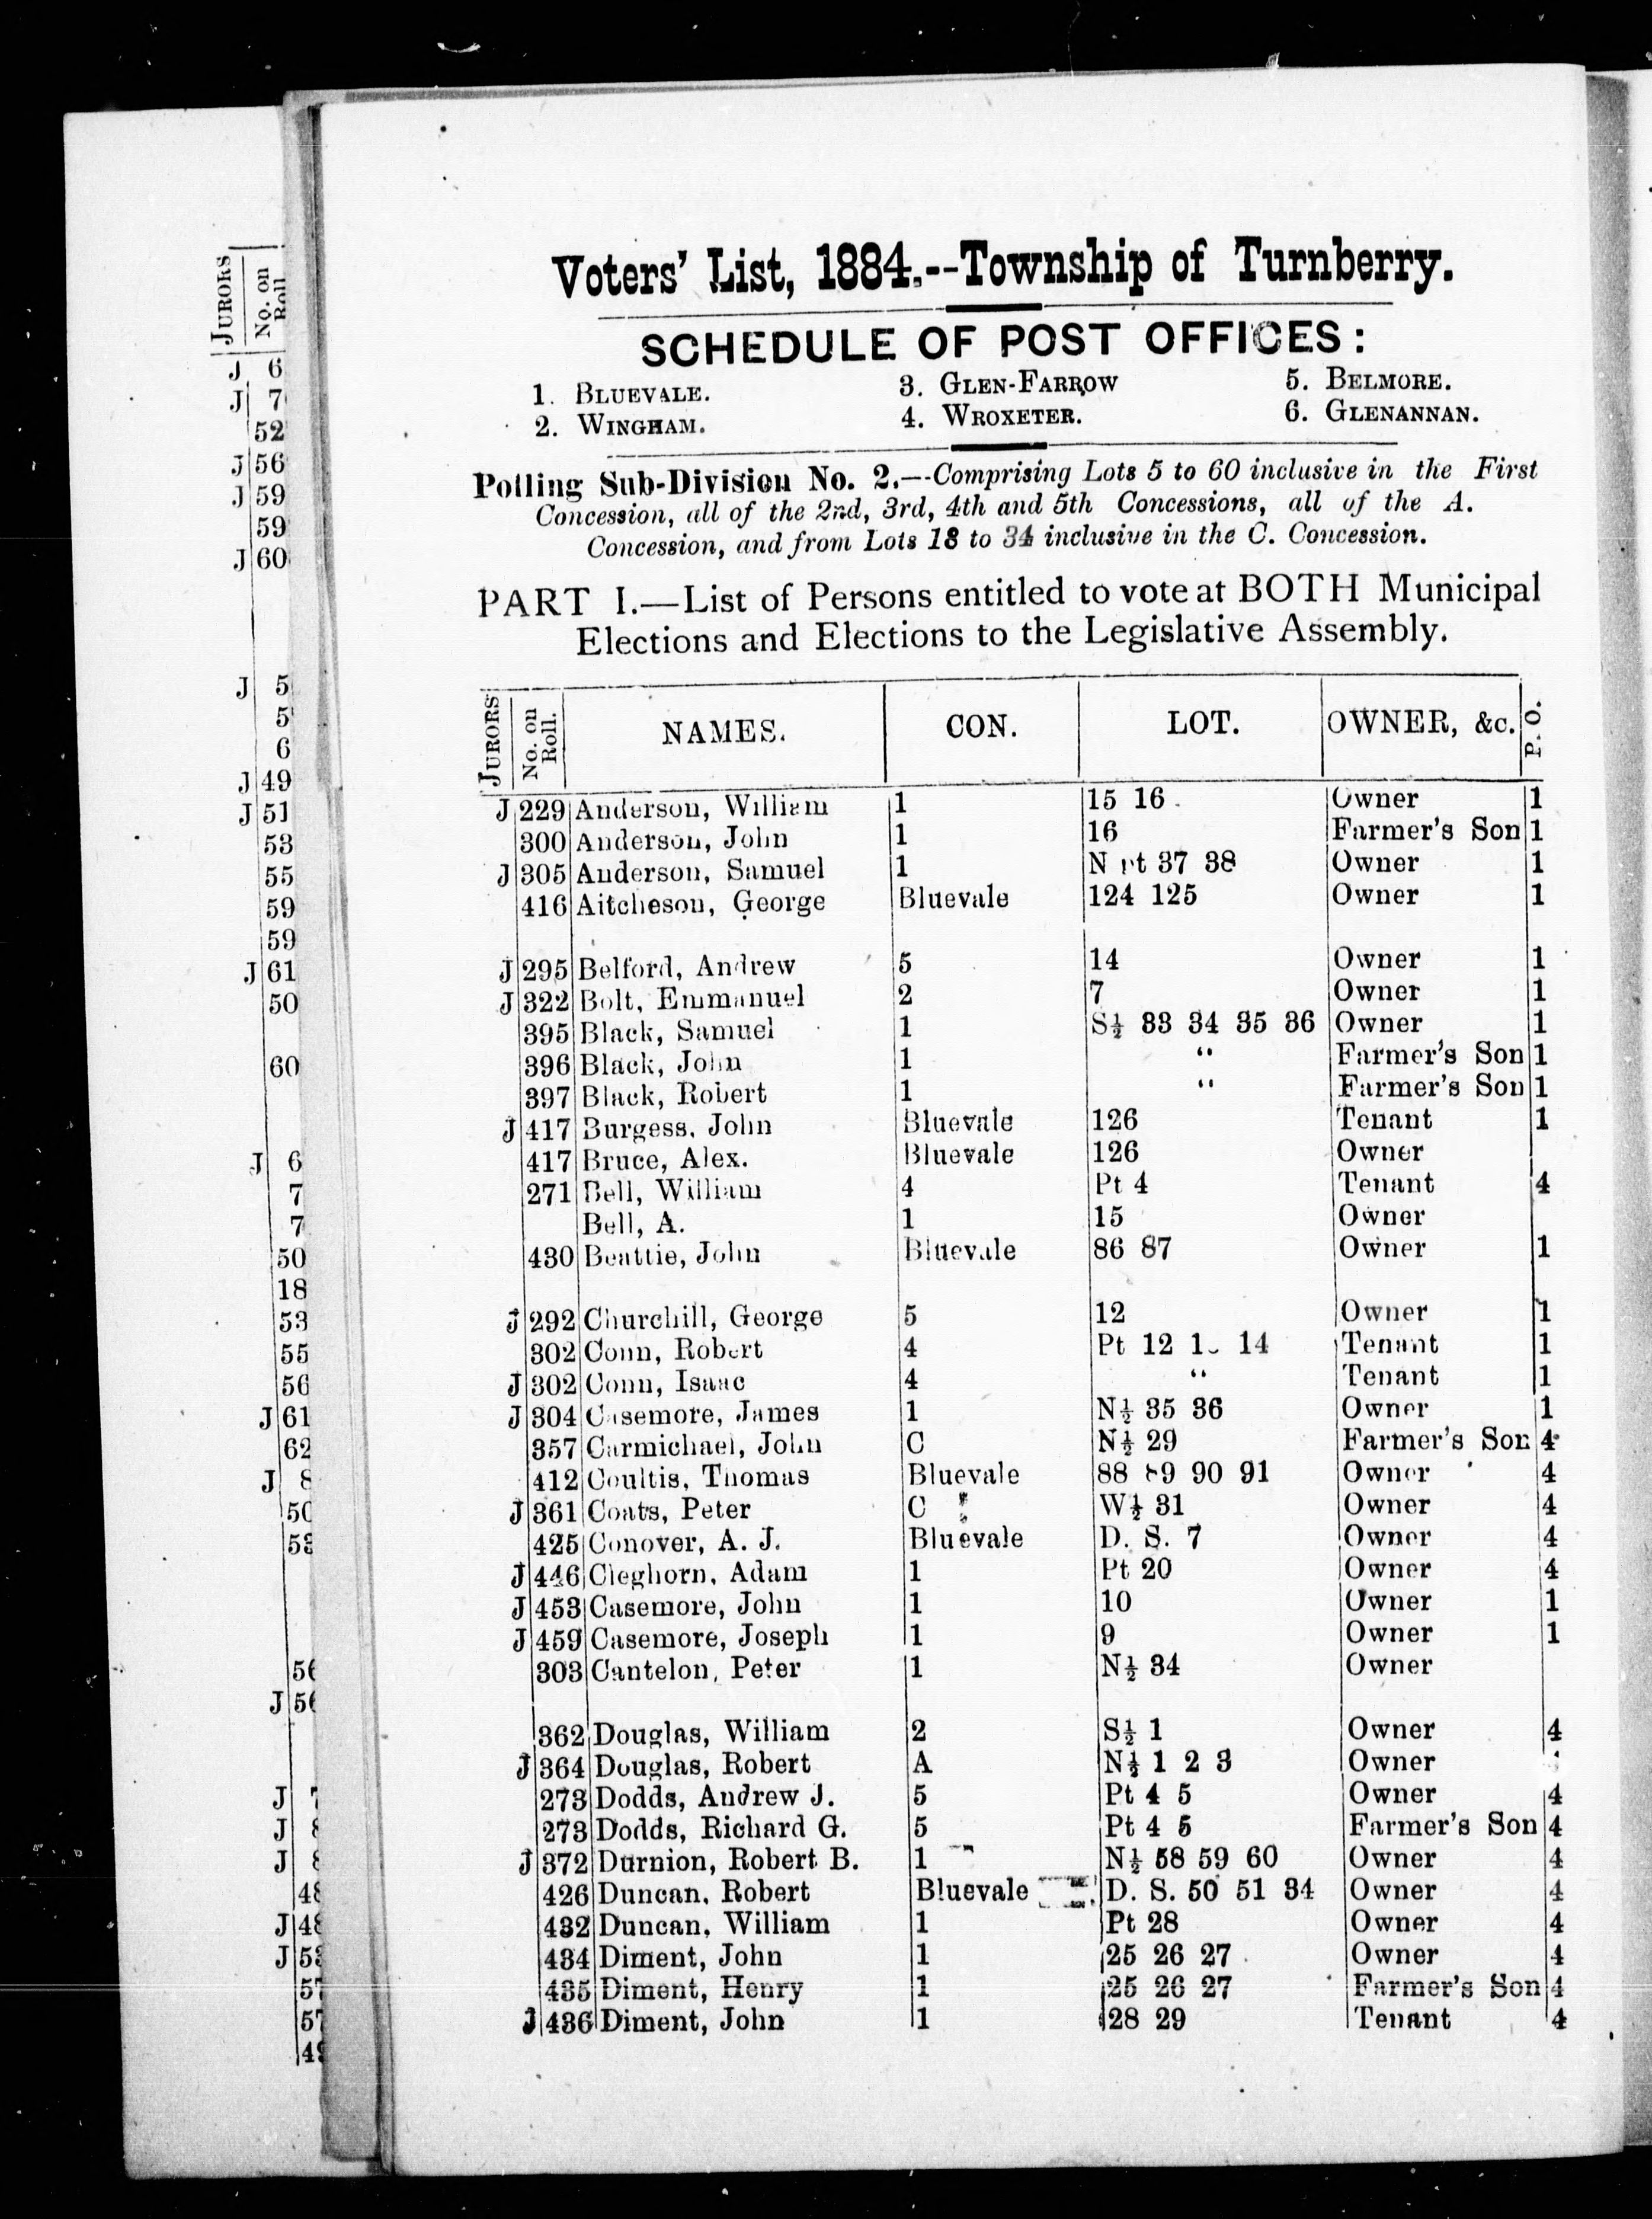 Voters' List, 1884.--Township of Turnberry.
SCHEDULE OF POST OFFICES:
1. BLUEVALE. 3. GLEN-FARROW 5. BELMORE.
2. WINGHAM. 4. WROXETER. 6. GLENANNAN.
Polling Sub-Division No. 2.—Comprising Lots 5 to 60 inclusive in the First
Concession, all of the 2nd, 3rd, 4th and 5th Concessions, all of the A.
Concession, and from Lots 18 to 34 inclusive in the C. Concession.
PART I.—List of Persons entitled to vote at BOTH Municipal
Elections and Elections to the Legislative Assembly.
JURORS No. on Roll. NAMES. CON. LOT. OWNER, &c. P. O.
J 229 Anderson, William 1 15 16 Owner 1
300 Anderson, John 1 16 Farmer's Son 1
J 305 Anderson, Samuel 1 N pt 37 38 Owner 1
416 Aitcheson, George Bluevale 124 125 Owner 1
J 295 Belford, Andrew 5 14 Owner 1
J 322 Bolt, Emmanuel 2 7 Owner 1
395 Black, Samuel 1 S½ 33 34 35 36 Owner 1
396 Black, John 1 “ Farmer's Son 1
397 Black, Robert 1 “ Farmer's Son 1
J 417 Burgess, John Bluevale 126 Tenant 1
417 Bruce, Alex. Bluevale 126 Owner
271 Bell, William 4 Pt 4 Tenant 4
Bell, A. 1 15 Owner
430 Beattie, John Bluevale 86 87 Owner 1
J 292 Churchill, George 5 12 Owner 1
302 Conn, Robert 4 Pt 12 14 Tenant 1
J 302 Conn, Isaac 4 “ Tenant 1
J 304 Casemore, James 1 N½ 35 36 Owner 1
357 Carmichael, John C N½ 29 Farmer's Son 4
412 Coultis, Thomas Bluevale 88 89 90 91 Owner 4
J 361 Coats, Peter C W½ 31 Owner 4
425 Conover, A. J. Bluevale D. S. 7 Owner 4
J 446 Cleghorn, Adam 1 Pt 20 Owner 4
J 453 Casemore, John 1 10 Owner 1
J 459 Casemore, Joseph 1 9 Owner 1
303 Cantelon, Peter 1 N½ 34 Owner
362 Douglas, William 2 S½ 1 Owner 4
J 364 Douglas, Robert A N½ 1 2 3 Owner
273 Dodds, Andrew J. 5 Pt 4 5 Owner 4
273 Dodds, Richard G. 5 Pt 4 5 Farmer's Son 4
J 372 Durnion, Robert B. 1 N½ 58 59 60 Owner 4
426 Duncan, Robert Bluevale D. S. 50 51 34 Owner 4
432 Duncan, William 1 Pt 28 Owner 4
434 Diment, John 1 25 26 27 Owner 4
435 Diment, Henry 1 25 26 27 Farmer's Son 4
J 436 Diment, John 1 28 29 Tenant 4